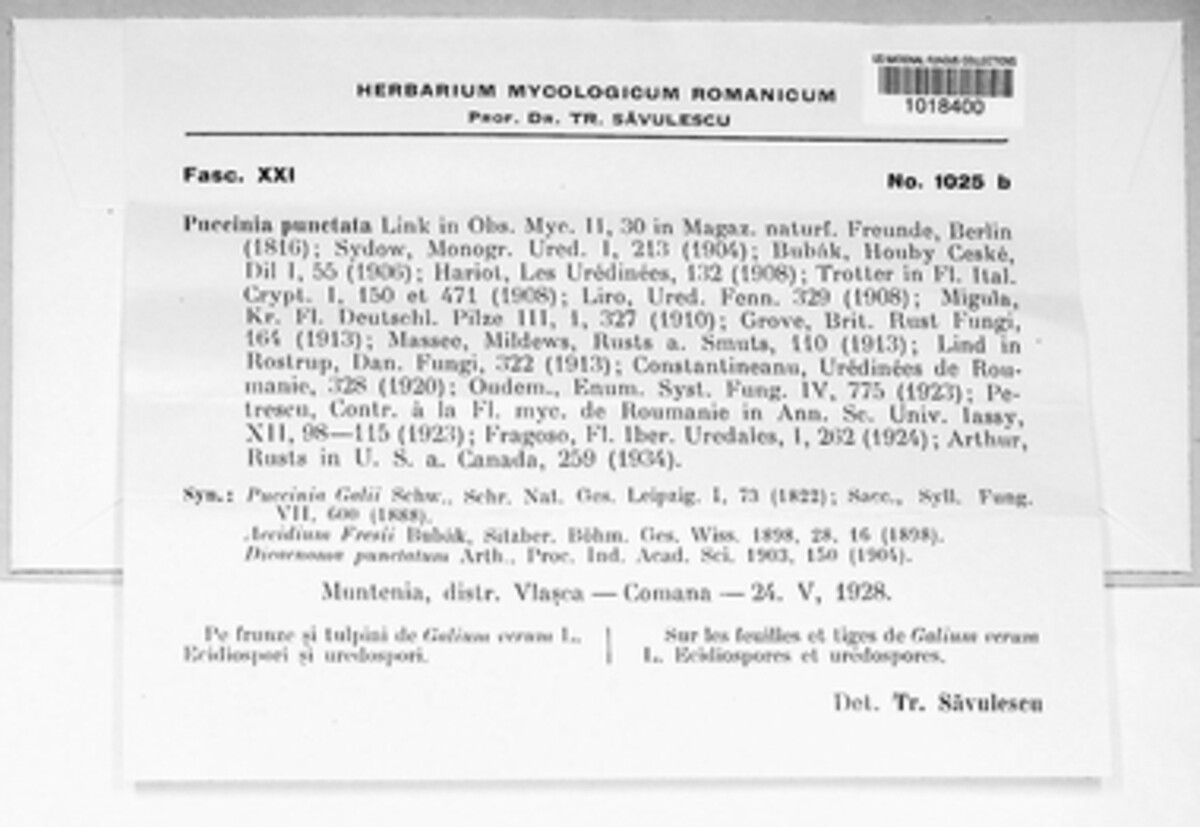 US NATIONAL FUNGUS COLLECTIONS
1018400
HERBARIUM MYCOLOGICUM ROMANICUM
PROF. DR. TR. SĂVULESCU
Fasc. XXI
No. 1025 b
Puccinia punctata Link in Obs. Myc. II, 30 in Magaz. naturf. Freunde, Berlin
(1816); Sydow, Monogr. Ured. I, 213 (1904); Bubák, Houby Ceské,
Dil I, 55 (1906); Hariot, Les Urédinées, 132 (1908); Trotter in Fl. Ital.
Crypt. I, 150 et 471 (1908); Liro, Ured. Fenn. 329 (1908); Migula,
Kr. Fl. Deutschl. Pilze III, 1, 327 (1910); Grove, Brit. Rust Fungi,
164 (1913); Massee, Mildews, Rusts a. Smuts, 110 (1913); Lind in
Rostrup, Dan. Fungi, 322 (1913); Constantineanu, Urédinées de Rou-
manie, 328 (1920); Oudem., Enum. Syst. Fung. IV, 775 (1923); Pe-
trescu, Contr. à la Fl. myc. de Roumanie in Ann. Sc. Univ. Iassy,
XII, 98—115 (1923); Fragoso, Fl. Iber. Uredales, I, 262 (1924); Arthur,
Rusts in U. S. a. Canada, 259 (1934).
Syn.: Puccinia Galii Schw., Schr. Nat. Ges. Leipzig. I, 73 (1822); Sacc., Syll. Fung.
VII, 600 (1888).
Aecidium Fresii Bubák, Sitzber. Böhm. Ges. Wiss. 1898, 28, 16 (1898).
Dicaeoma punctatum Arth., Proc. Ind. Acad. Sci. 1903, 150 (1904).
Muntenia, distr. Vlaşca — Comana — 24. V, 1928.
Pe frunze şi tulpini de Galium verum L.
Ecidiospori şi uredospori.
Sur les feuilles et tiges de Galium verum
L. Ecidiospores et urédospores.
Det. Tr. Săvulescu